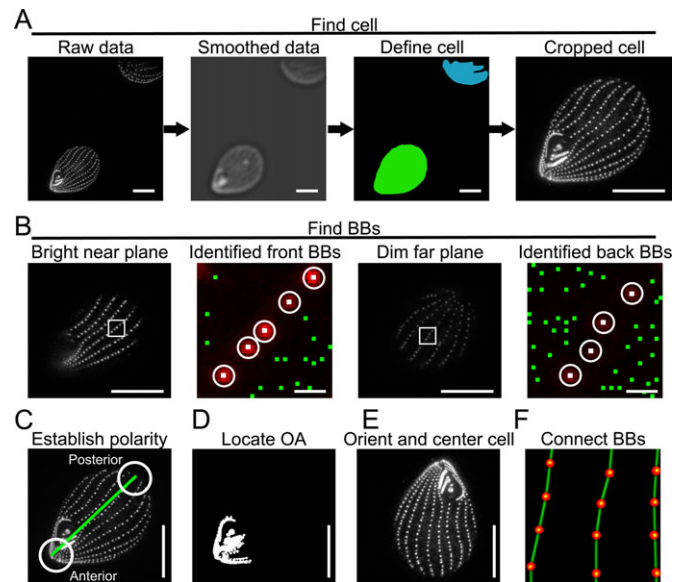 A
Find cell
Raw data
Smoothed data
Define cell
Cropped cell
B
Find BBs
Bright near plane
Identified front BBs
Dim far plane
Identified back BBs
C
Establish polarity
Posterior
Anterior
D
Locate OA
E
Orient and center cell
F
Connect BBs